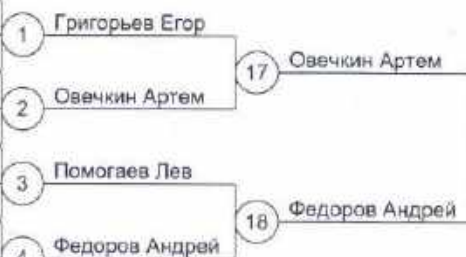 1 Григорьев Егор
17 Овечкин Артем
2 Овечкин Артем
3 Помогаев Лев
18 Федоров Андрей
4 Федоров Андрей